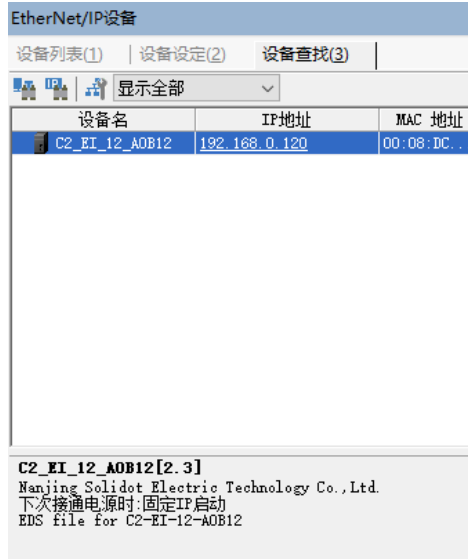 EtherNet/IP设备
设备列表(1) 设备设定(2) 设备查找(3)
显示全部
设备名 IP地址 MAC 地址
C2_EI_12_AOB12 192.168.0.120 00:08:DC..
C2_EI_12_AOB12[2.3]
Nanjing Solidot Electric Technology Co.,Ltd.
下次接通电源时:固定IP启动
EDS file for C2-EI-12-AOB12